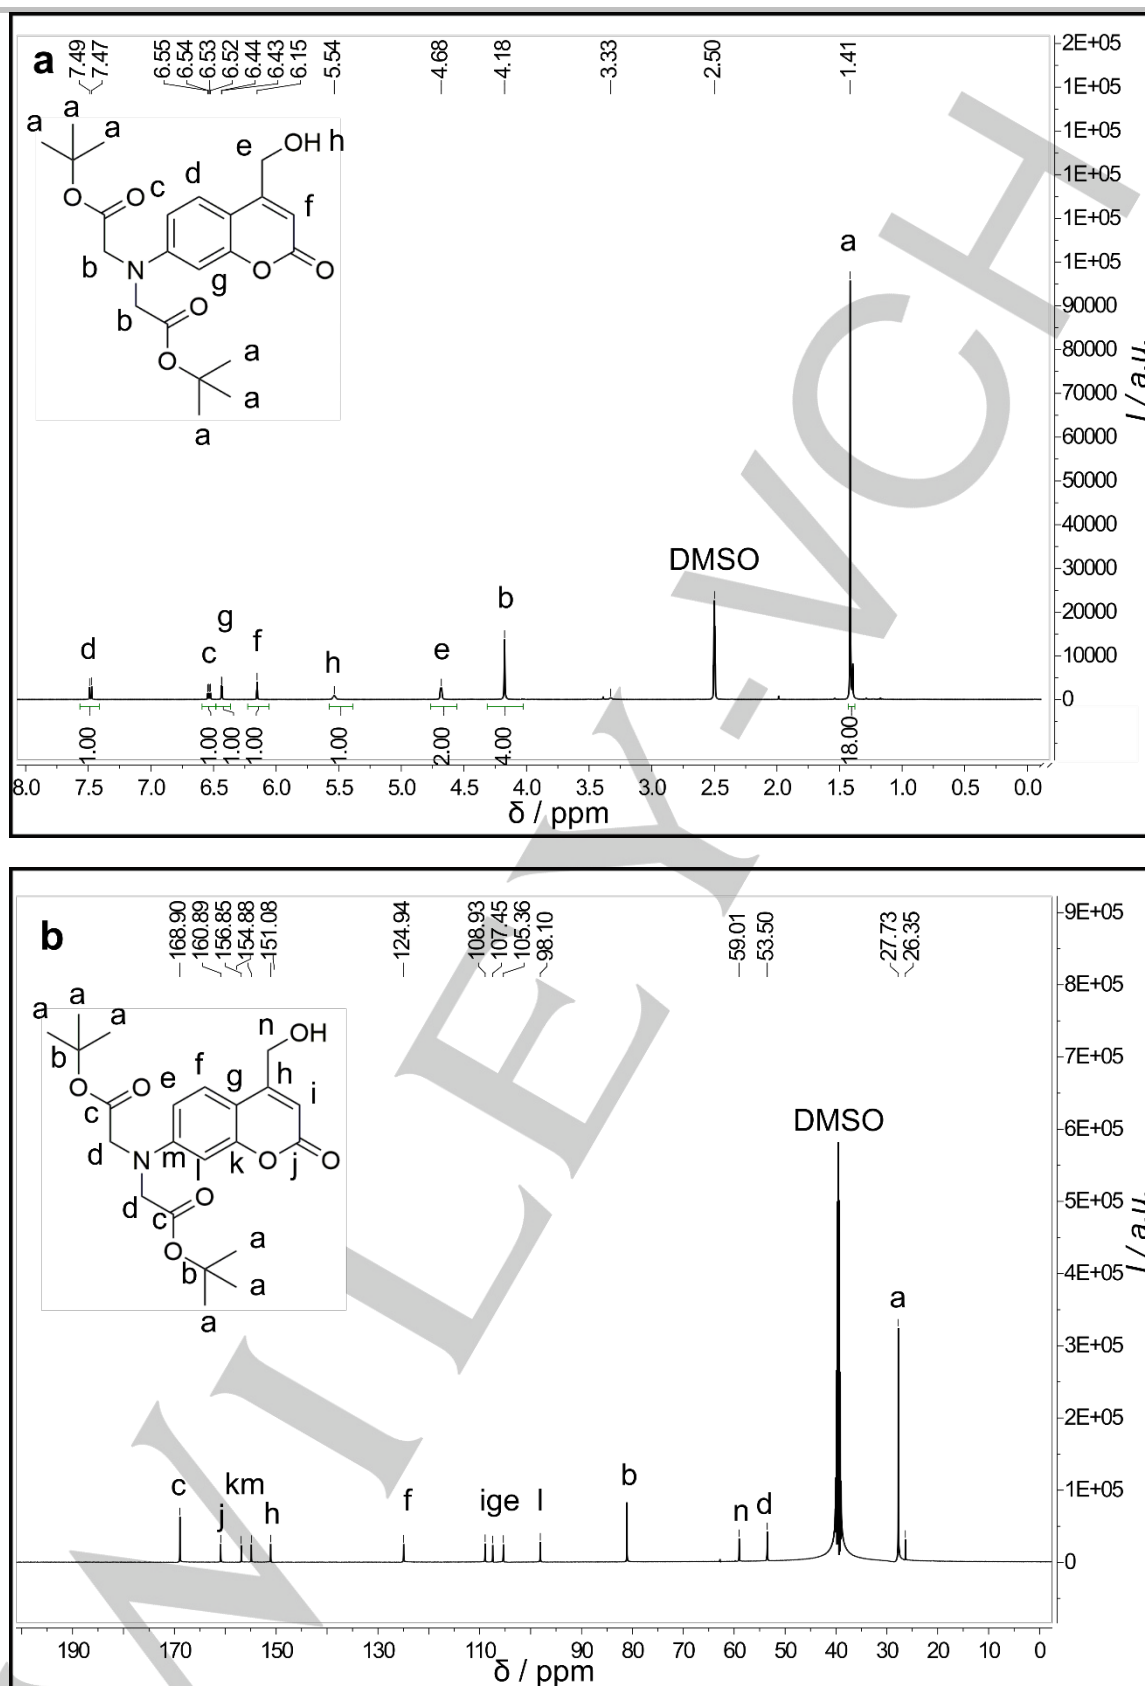 a
7.49
7.47
6.55
6.54
6.53
6.52
6.44
6.43
6.15
5.54
4.68
4.18
3.33
2.50
1.41
a
a
a
O
O
c
d
e
OH
h
f
b
N
g
O
O
b
O
O
a
a
a
d
c
g
f
h
e
b
DMSO
a
1.00
1.00
1.00
1.00
1.00
2.00
4.00
18.00
8.0 7.5 7.0 6.5 6.0 5.5 5.0 4.5 4.0 3.5 3.0 2.5 2.0 1.5 1.0 0.5 0.0
δ / ppm
2E+05
1E+05
1E+05
1E+05
1E+05
1E+05
90000
80000
70000
60000
50000
40000
30000
20000
10000
0
I / a.u.
b
168.90
160.89
156.85
154.88
151.08
124.94
108.93
107.45
105.36
98.10
59.01
53.50
27.73
26.35
a
a
a
b
O
O
c
e
f
g
n
OH
h
i
d
N
m
l
k
O
j
O
d
c
O
O
b
a
a
a
c
j
km
h
f
ige
l
b
n
d
DMSO
a
190 170 150 130 110 90 80 70 60 50 40 30 20 10 0
δ / ppm
9E+05
8E+05
7E+05
6E+05
5E+05
4E+05
3E+05
2E+05
1E+05
0
I / a.u.
WILEY-VCH